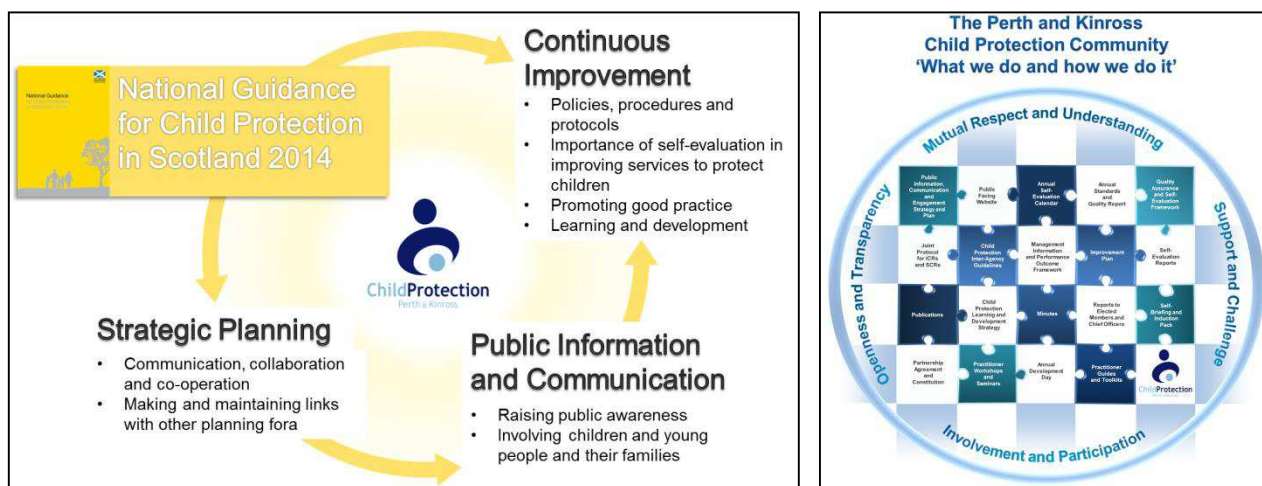 National Guidance
for Child Protection
in Scotland 2014
National Guidance
for Child Protection
in Scotland 2014
Continuous
Improvement
• Policies, procedures and
protocols
• Importance of self-evaluation in
improving services to protect
children
• Promoting good practice
• Learning and development
ChildProtection
Perth & Kinross
Strategic Planning
• Communication, collaboration
and co-operation
• Making and maintaining links
with other planning fora
Public Information
and Communication
• Raising public awareness
• Involving children and young
people and their families
The Perth and Kinross
Child Protection Community
'What we do and how we do it'
Mutual Respect and Understanding
Openness and Transparency
Support and Challenge
Involvement and Participation
Public
Information,
Communication
and
Engagement
Strategy and
Plan
Public
Facing
Website
Annual
Self-
Evaluation
Calendar
Annual
Standards
and
Quality Report
Quality
Assurance
and Self-
Evaluation
Framework
Joint
Protocol
for ICRs
and SCRs
Child
Protection
Inter-Agency
Guidelines
Management
Information
and Performance
Outcome
Framework
Improvement
Plan
Self-
Evaluation
Reports
Publications
Child
Protection
Learning and
Development
Strategy
Minutes
Reports to
Elected
Members and
Chief Officers
Self-
Briefing and
Induction
Pack
Partnership
Agreement
and
Constitution
Practitioner
Workshops
and
Seminars
Annual
Development
Day
Practitioner
Guides
and Toolkits
ChildProtection